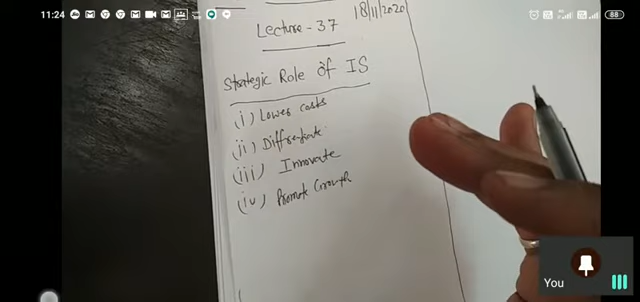 11:24
88
Lecture - 37
18/11/2020
Strategic Role of IS
(i) Lower costs
(ii) Differentiate
(iii) Innovate
(iv) Promote Growth
You